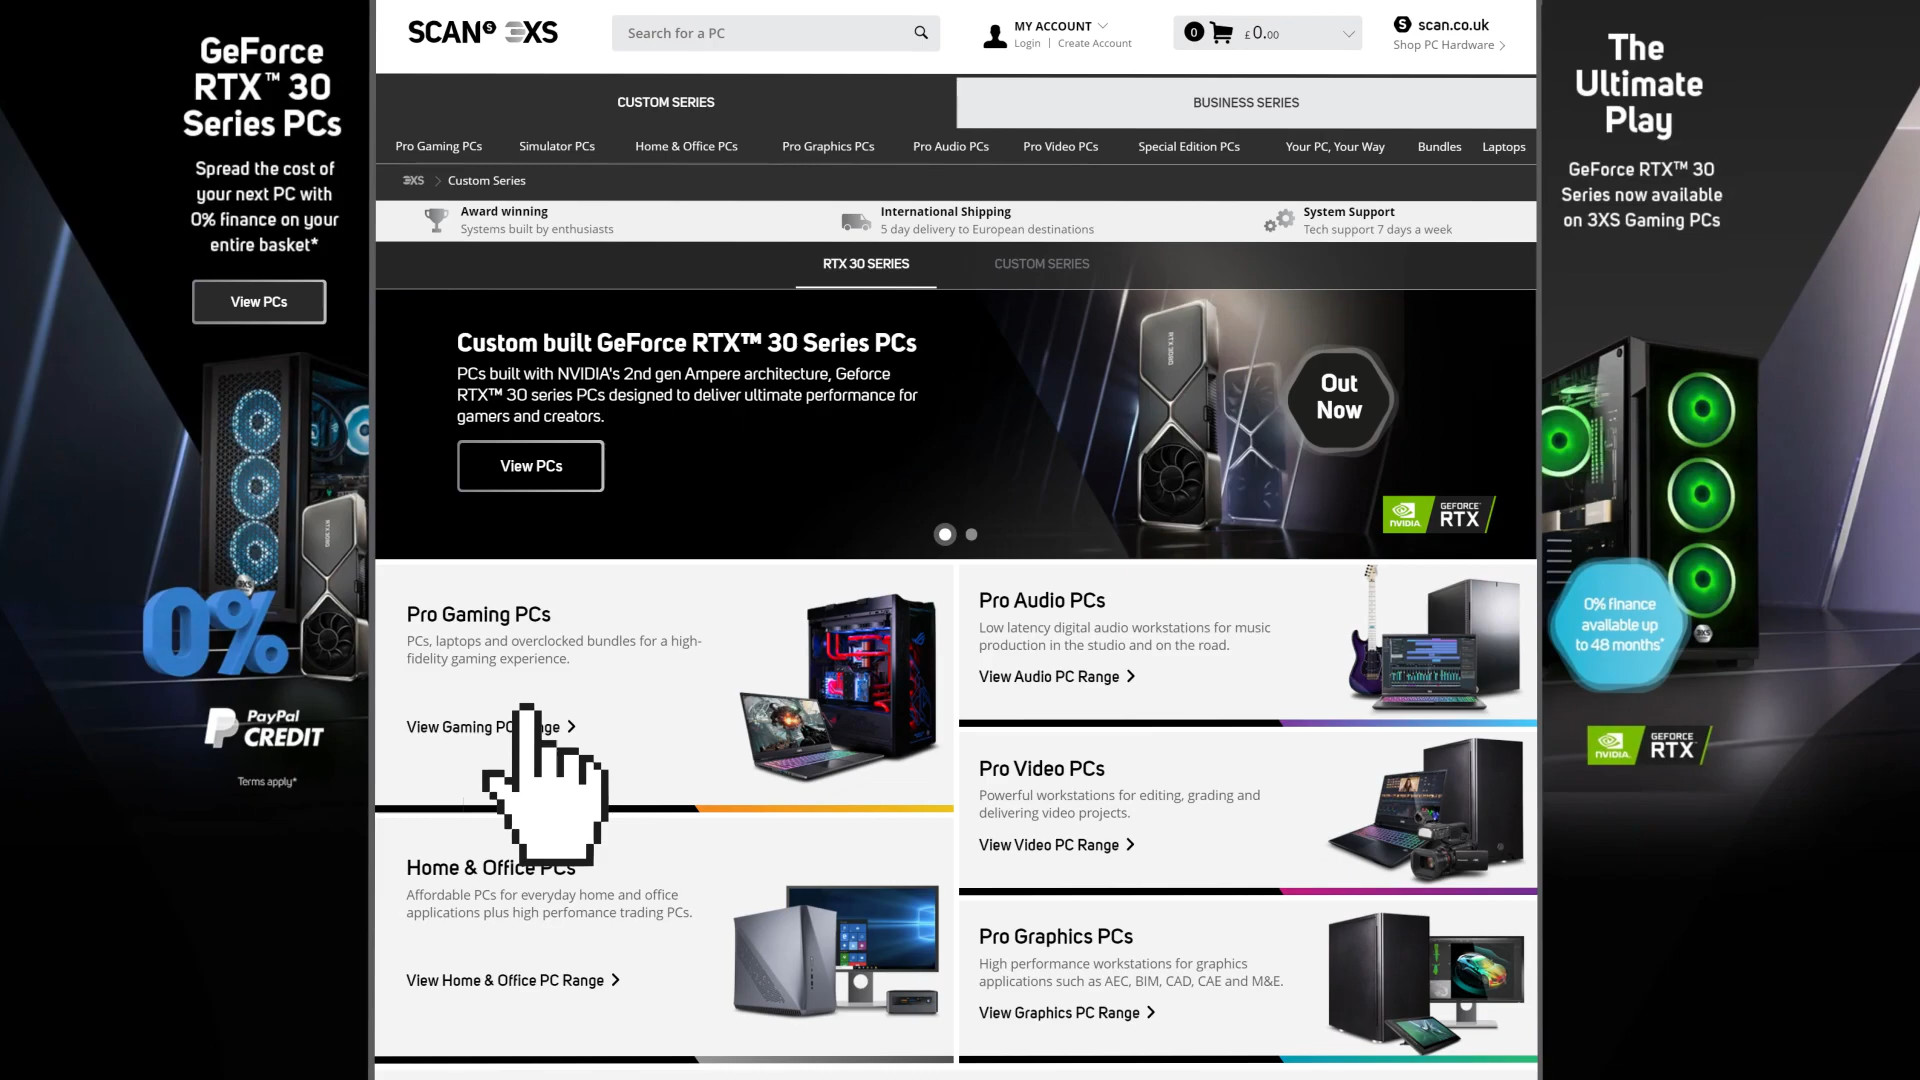 GeForce
RTX™ 30
Series PCs
Spread the cost of
your next PC with
0% finance on your
entire basket*
View PCs
0%
PayPal
CREDIT
Terms apply*
SCAN S 3XS
Search for a PC
MY ACCOUNT
Login | Create Account
0
£0.00
S scan.co.uk
Shop PC Hardware
CUSTOM SERIES
BUSINESS SERIES
Pro Gaming PCs Simulator PCs Home & Office PCs Pro Graphics PCs Pro Audio PCs Pro Video PCs Special Edition PCs Your PC, Your Way Bundles Laptops
3XS > Custom Series
Award winning
Systems built by enthusiasts
International Shipping
5 day delivery to European destinations
System Support
Tech support 7 days a week
RTX 30 SERIES
CUSTOM SERIES
Custom built GeForce RTX™ 30 Series PCs
PCs built with NVIDIA's 2nd gen Ampere architecture, Geforce
RTX™ 30 series PCs designed to deliver ultimate performance for
gamers and creators.
View PCs
Out
Now
NVIDIA
GEFORCE
RTX
Pro Gaming PCs
PCs, laptops and overclocked bundles for a high-
fidelity gaming experience.
View Gaming PC
Home & Office PCs
Affordable PCs for everyday home and office
applications plus high perfomance trading PCs.
View Home & Office PC Range
Pro Audio PCs
Low latency digital audio workstations for music
production in the studio and on the road.
View Audio PC Range
Pro Video PCs
Powerful workstations for editing, grading and
delivering video projects.
View Video PC Range
Pro Graphics PCs
High performance workstations for graphics
applications such as AEC, BIM, CAD, CAE and M&E.
View Graphics PC Range
The
Ultimate
Play
GeForce RTX™ 30
Series now available
on 3XS Gaming PCs
0% finance
available up
to 48 months*
3XS
NVIDIA.
GEFORCE
RTX